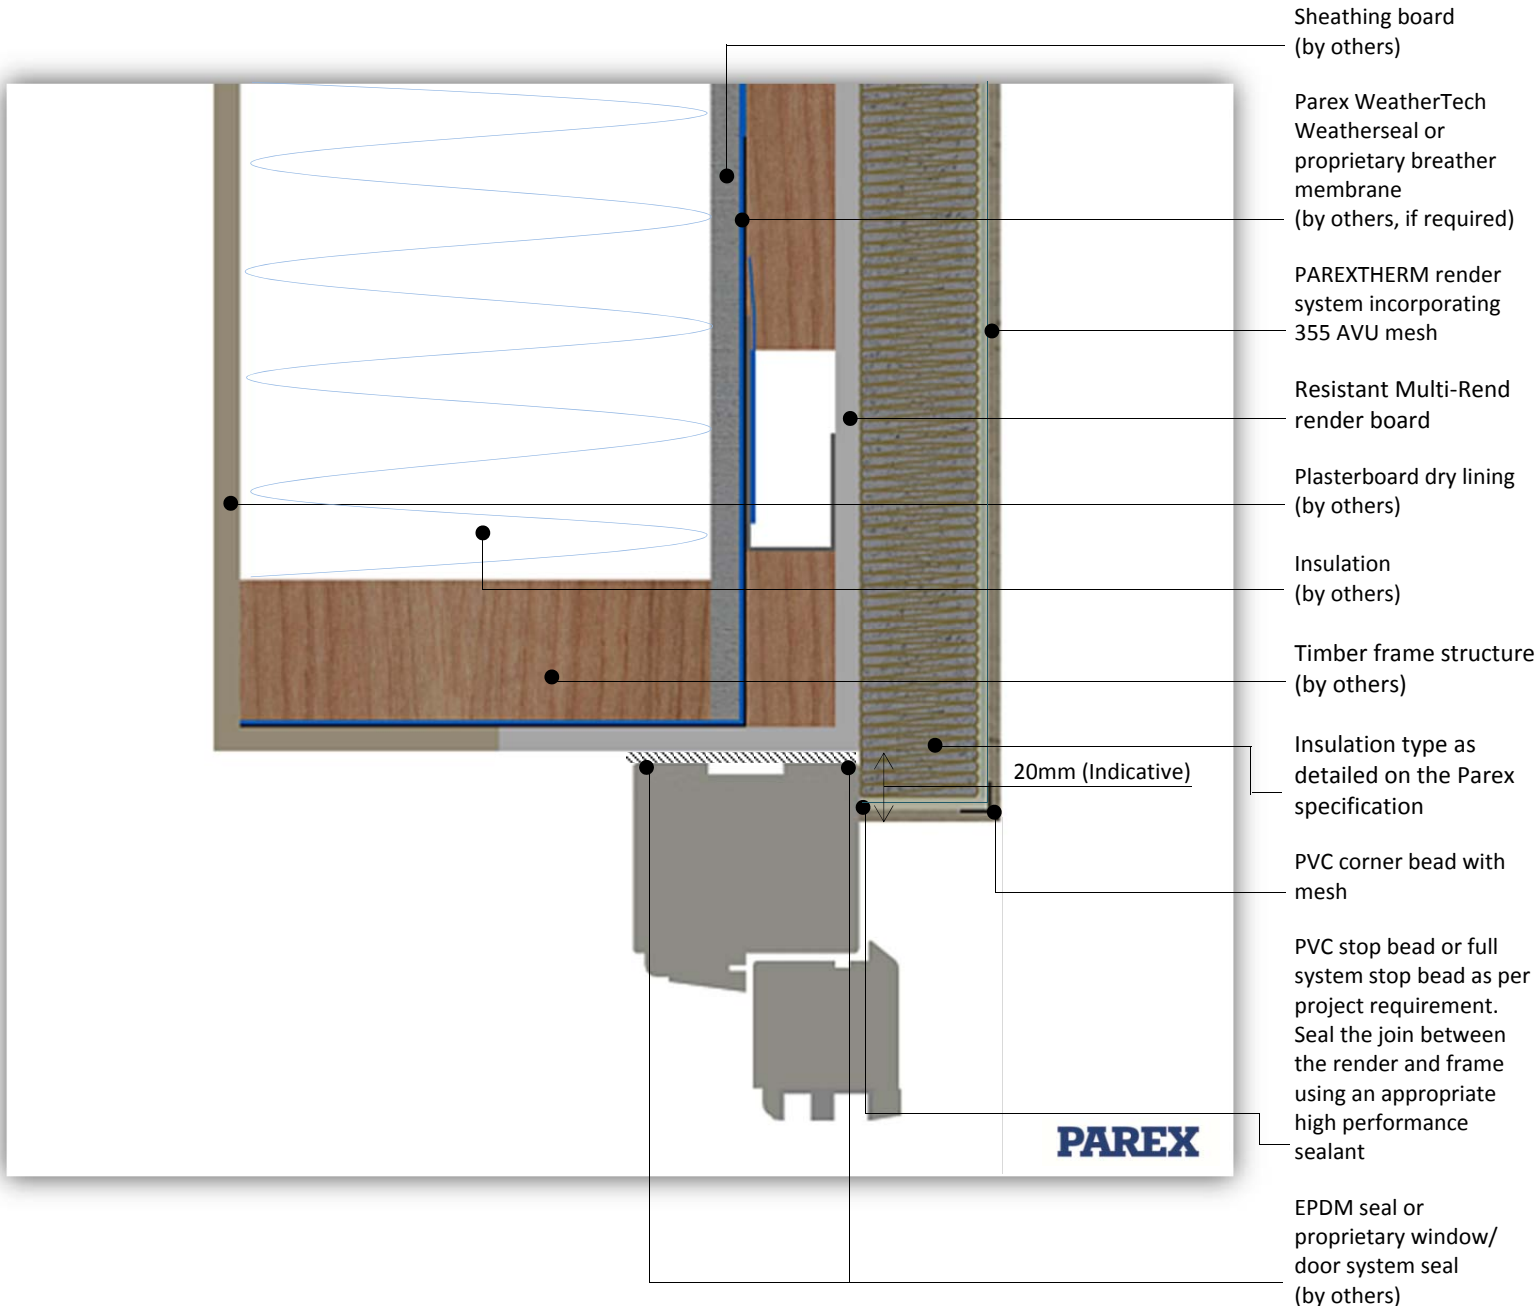 Sheathing board
(by others)
Parex WeatherTech
Weatherseal or
proprietary breather
membrane
(by others, if required)
PAREXTHERM render
system incorporating
355 AVU mesh
Resistant Multi-Rend
render board
Plasterboard dry lining
(by others)
Insulation
(by others)
Timber frame structure
(by others)
Insulation type as
detailed on the Parex
specification
20mm (Indicative)
PVC corner bead with
mesh
PVC stop bead or full
system stop bead as per
project requirement.
Seal the join between
the render and frame
using an appropriate
high performance
sealant
PAREX
EPDM seal or
proprietary window/
door system seal
(by others)